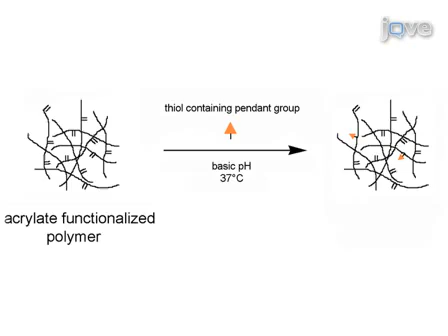 jove
thiol containing pendant group
basic pH
37°C
acrylate functionalized
polymer